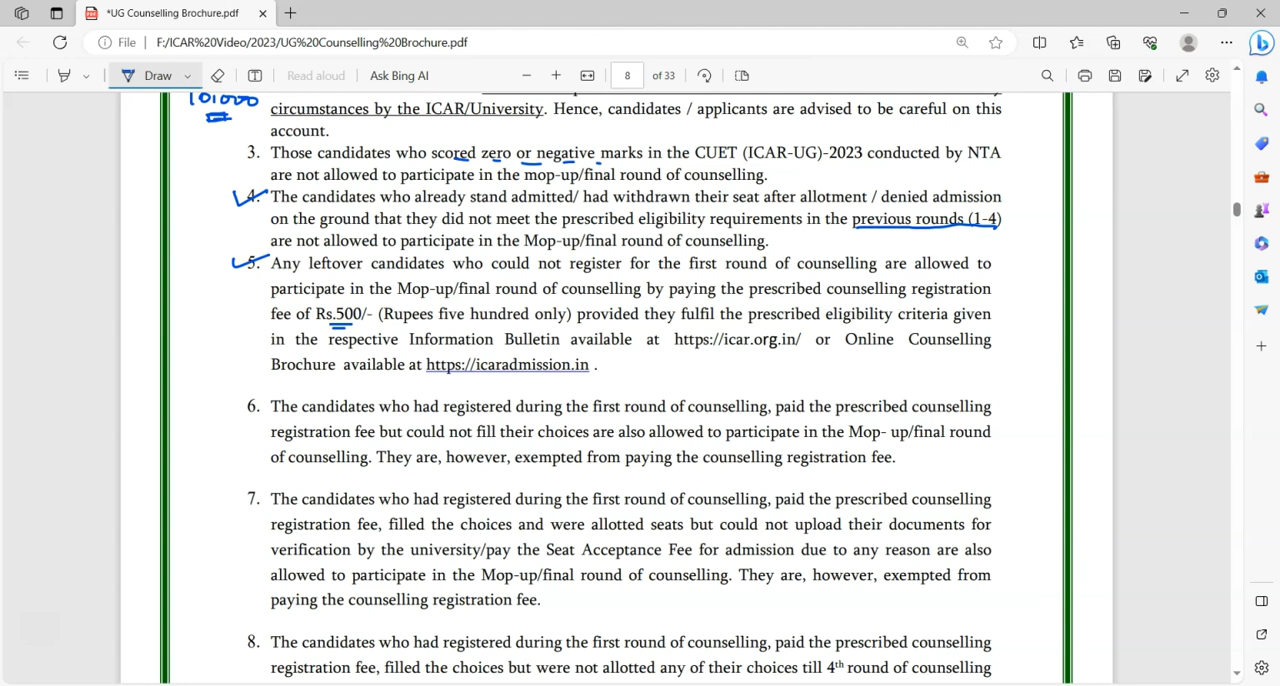 *UG Counselling Brochure.pdf
File F:/ICAR%20Video/2023/UG%20Counselling%20Brochure.pdf
Draw Read aloud Ask Bing AI 8 of 33
101000
circumstances by the ICAR/University. Hence, candidates / applicants are advised to be careful on this
account.
3. Those candidates who scored zero or negative marks in the CUET (ICAR-UG)-2023 conducted by NTA
are not allowed to participate in the mop-up/final round of counselling.
4. The candidates who already stand admitted/ had withdrawn their seat after allotment / denied admission
on the ground that they did not meet the prescribed eligibility requirements in the previous rounds (1-4)
are not allowed to participate in the Mop-up/final round of counselling.
5. Any leftover candidates who could not register for the first round of counselling are allowed to
participate in the Mop-up/final round of counselling by paying the prescribed counselling registration
fee of Rs.500/- (Rupees five hundred only) provided they fulfil the prescribed eligibility criteria given
in the respective Information Bulletin available at https://icar.org.in/ or Online Counselling
Brochure available at https://icaradmission.in .
6. The candidates who had registered during the first round of counselling, paid the prescribed counselling
registration fee but could not fill their choices are also allowed to participate in the Mop- up/final round
of counselling. They are, however, exempted from paying the counselling registration fee.
7. The candidates who had registered during the first round of counselling, paid the prescribed counselling
registration fee, filled the choices and were allotted seats but could not upload their documents for
verification by the university/pay the Seat Acceptance Fee for admission due to any reason are also
allowed to participate in the Mop-up/final round of counselling. They are, however, exempted from
paying the counselling registration fee.
8. The candidates who had registered during the first round of counselling, paid the prescribed counselling
registration fee, filled the choices but were not allotted any of their choices till 4th round of counselling